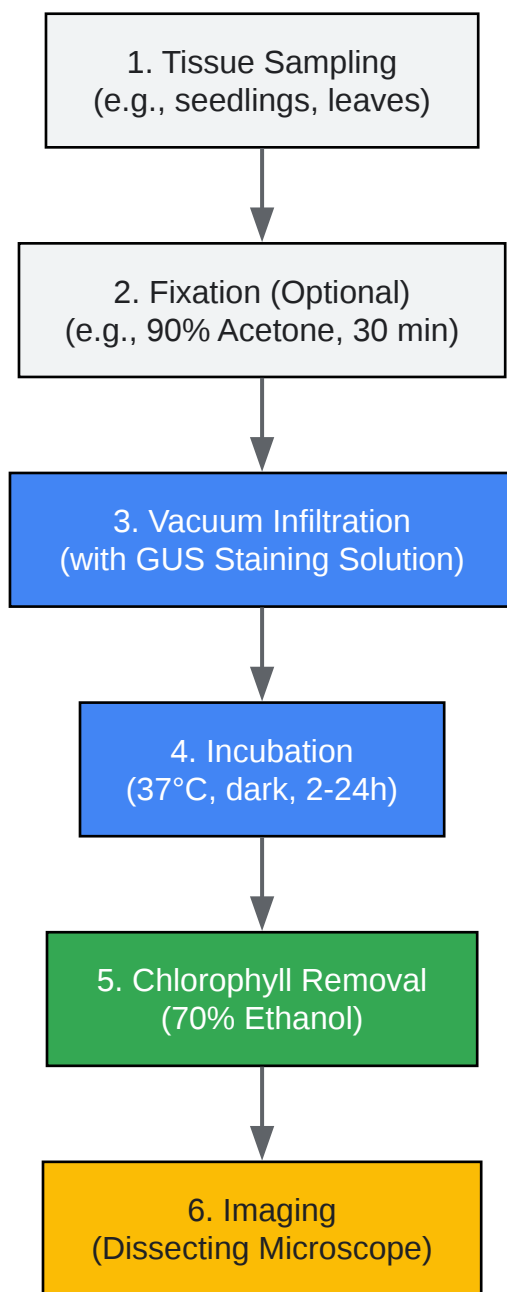 1. Tissue Sampling
(e.g., seedlings, leaves)
2. Fixation (Optional)
(e.g., 90% Acetone, 30 min)
3. Vacuum Infiltration
(with GUS Staining Solution)
4. Incubation
(37°C, dark, 2-24h)
5. Chlorophyll Removal
(70% Ethanol)
6. Imaging
(Dissecting Microscope)